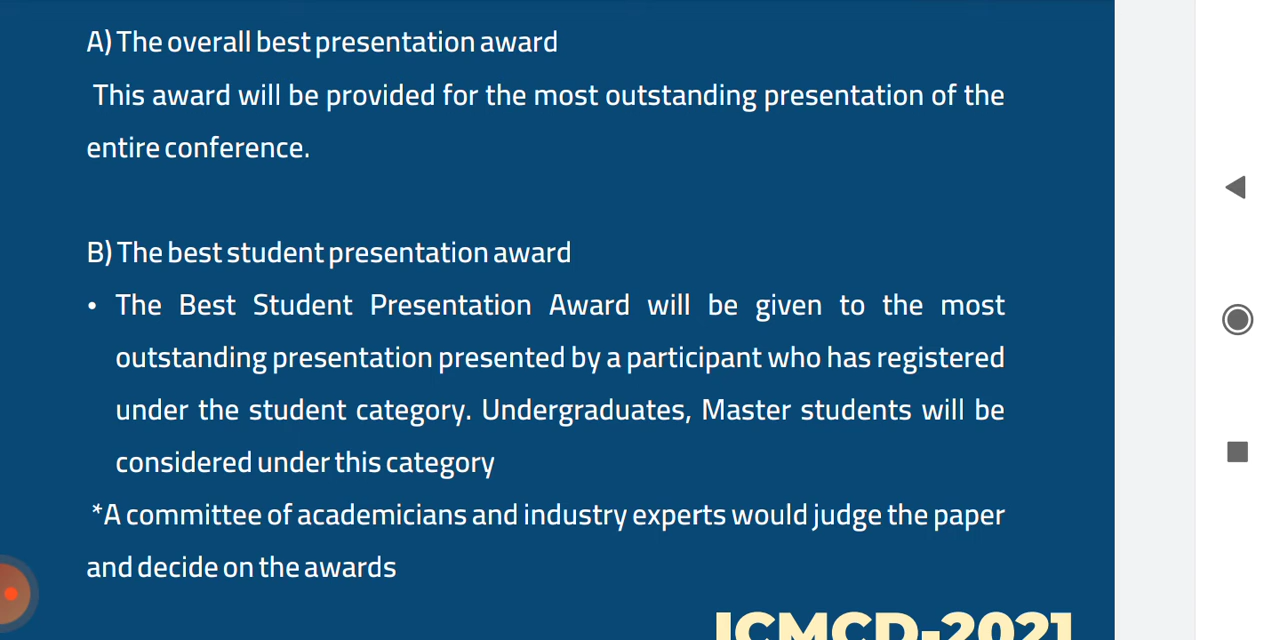 A) The overall best presentation award
This award will be provided for the most outstanding presentation of the
entire conference.
B) The best student presentation award
• The Best Student Presentation Award will be given to the most
outstanding presentation presented by a participant who has registered
under the student category. Undergraduates, Master students will be
considered under this category
*A committee of academicians and industry experts would judge the paper
and decide on the awards
ICMCD-2021